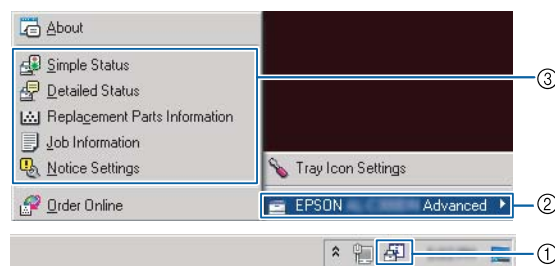 About
Simple Status
③
Detailed Status
Replacement Parts Information
Job Information
Notice Settings
Tray Icon Settings
Order Online
EPSON Advanced
②
①